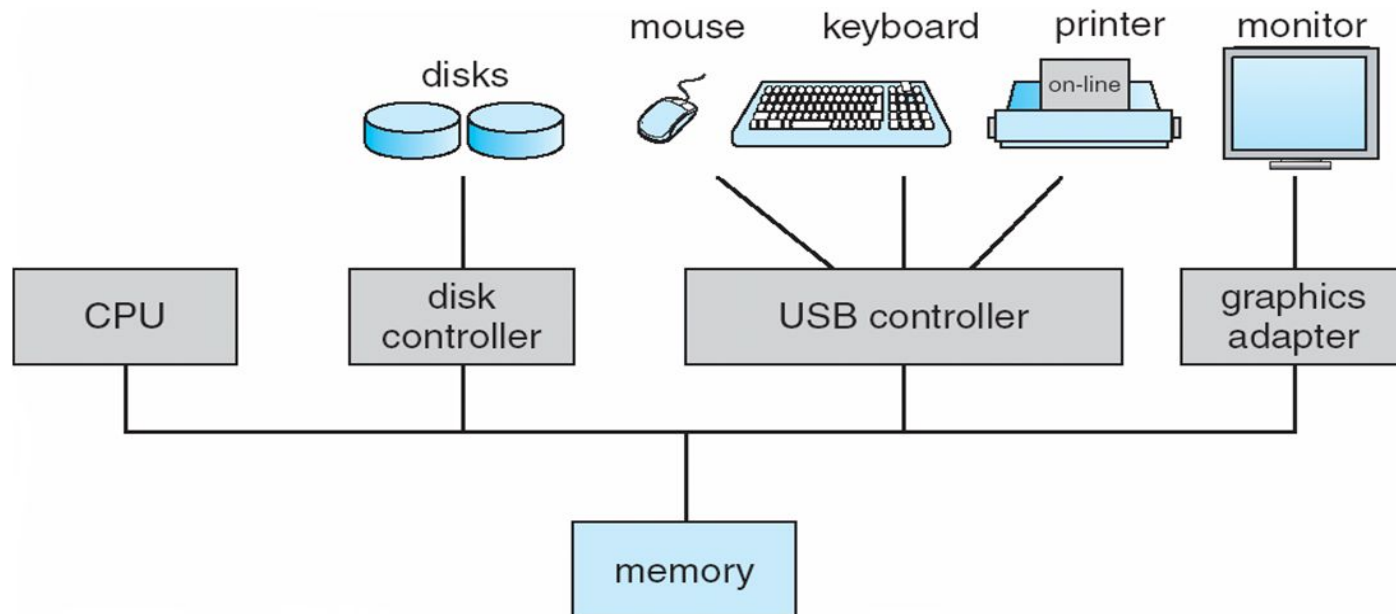 mouse
keyboard
printer
monitor
disks
on-line
CPU
disk
controller
USB controller
graphics
adapter
memory